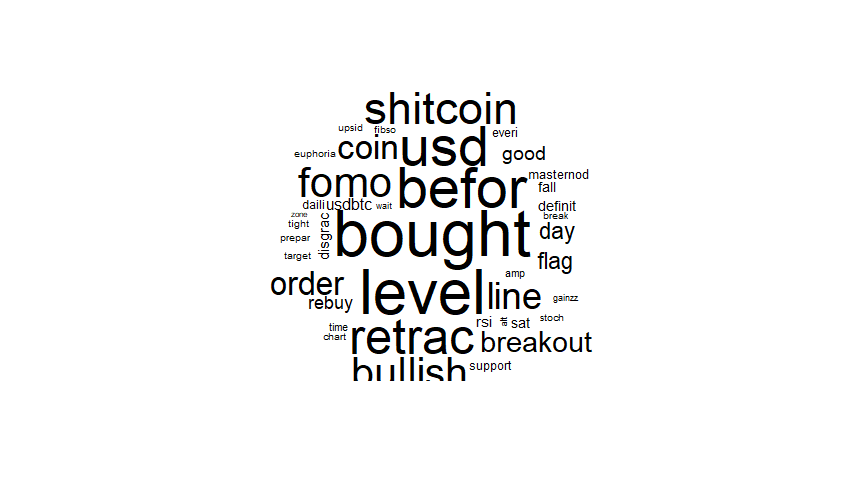 shitcoin
upsid fibso everi
euphoria coin usd good
fomo befor masternod
fall
daili usdbtc wait definit
zone break
tight disgrac bought day
prepar
target flag
amp
order level line gainzz
rebuy
rsi sat stoch
time
chart retrac breakout
bullish support